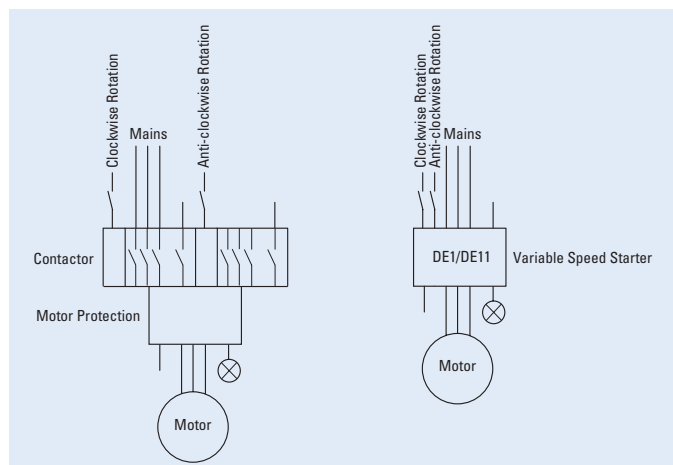 Clockwise Rotation
Mains
Anti-clockwise Rotation
Contactor
Motor Protection
Motor
Clockwise Rotation
Anti-clockwise Rotation
Mains
DE1/DE11
Variable Speed Starter
Motor